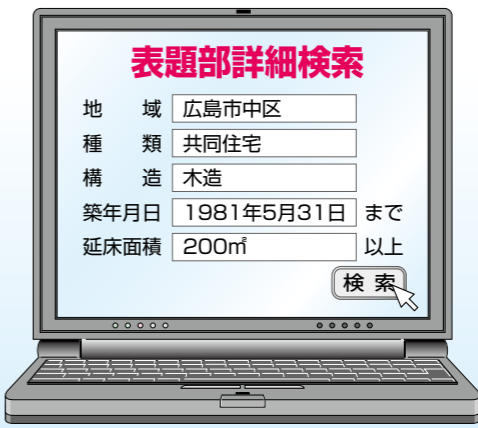 表題部詳細検索
地 域 広島市中区
種 類 共同住宅
構 造 木造
築年月日 1981年5月31日 まで
延床面積 200㎡ 以上
検 索